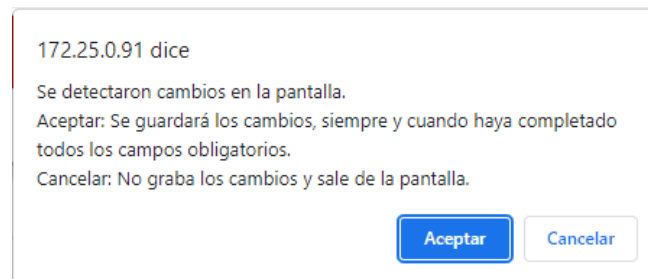 172.25.0.91 dice
Se detectaron cambios en la pantalla.
Aceptar: Se guardará los cambios, siempre y cuando haya completado
todos los campos obligatorios.
Cancelar: No graba los cambios y sale de la pantalla.
Aceptar
Cancelar